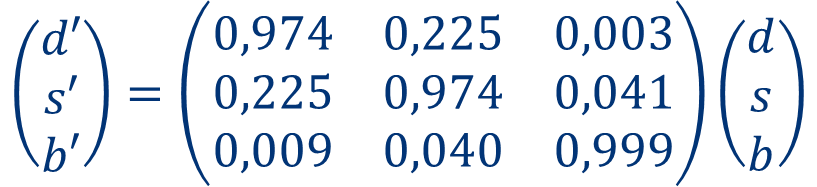 d′ 0,974 0,225 0,003 d
s′ = 0,225 0,974 0,041 s
b′ 0,009 0,040 0,999 b